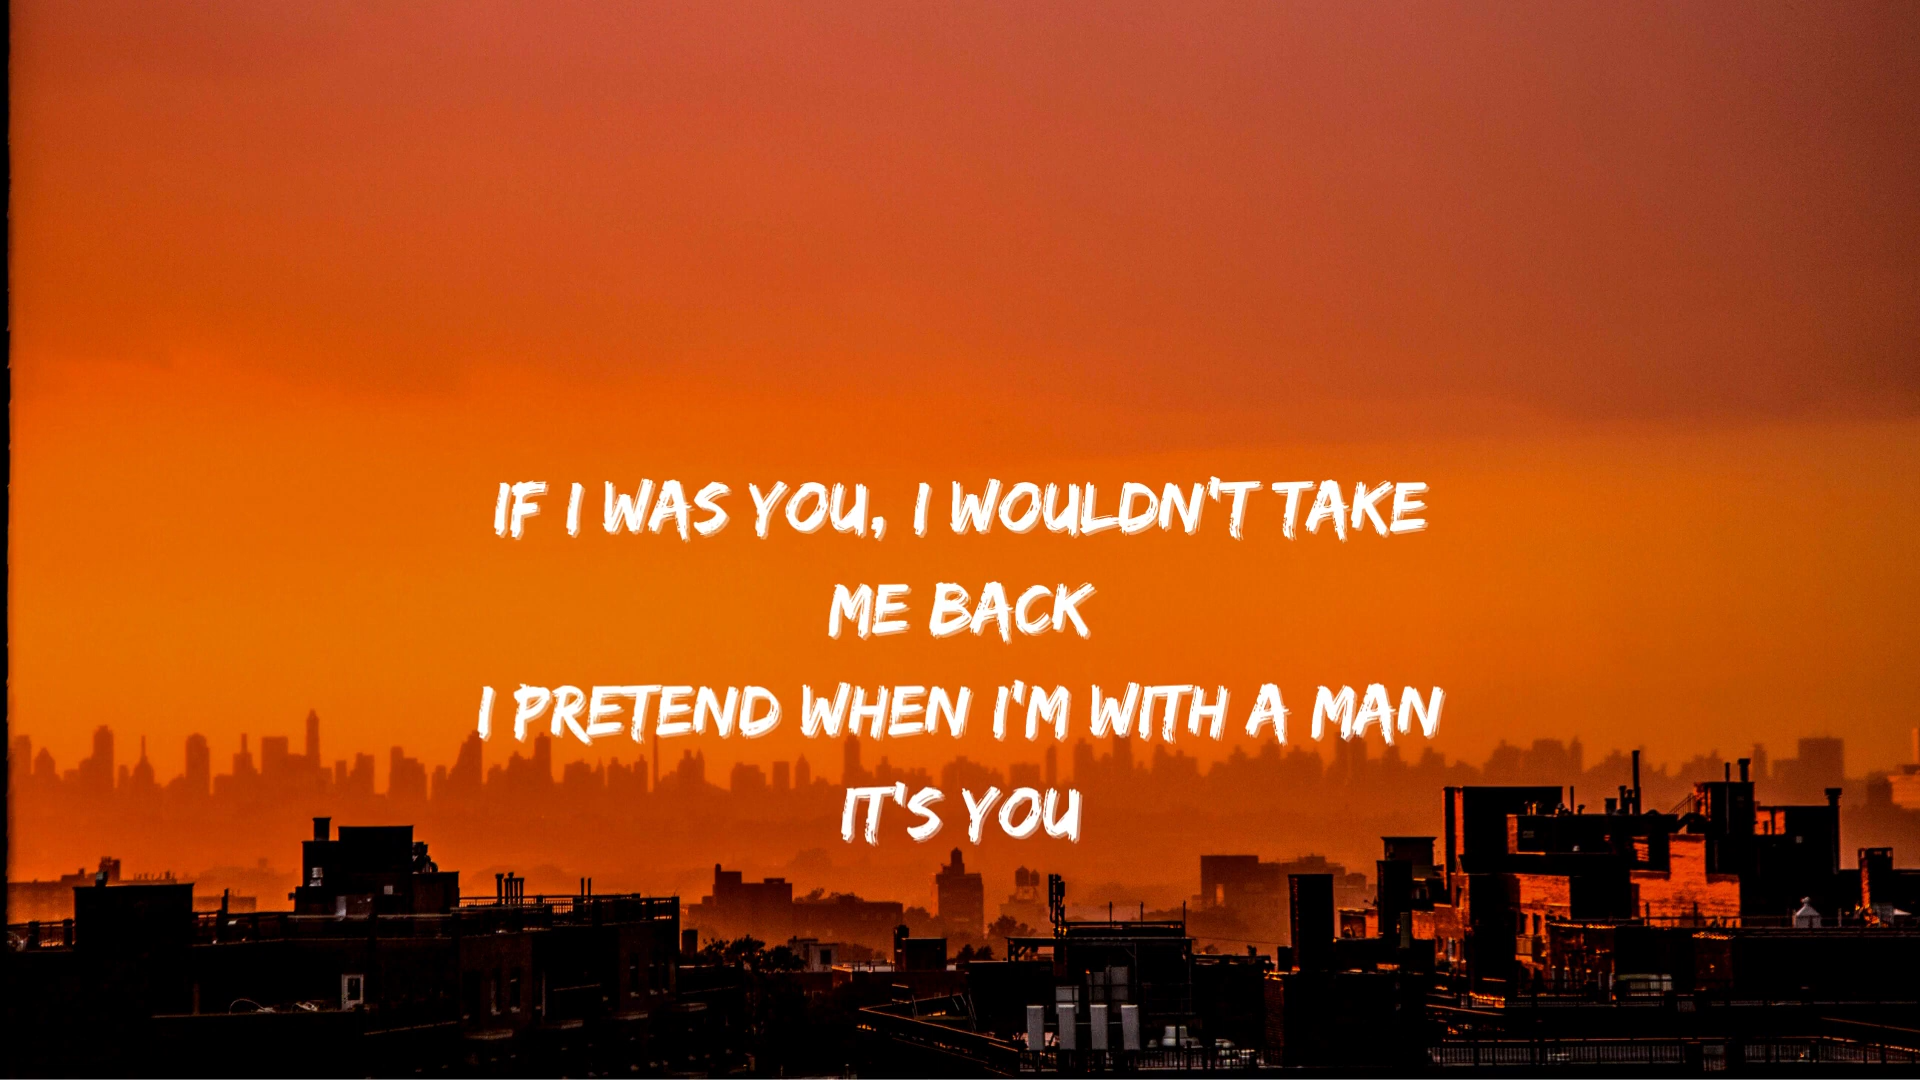 IF I WAS YOU, I WOULDN'T TAKE
ME BACK
I PRETEND WHEN I'M WITH A MAN
IT'S YOU